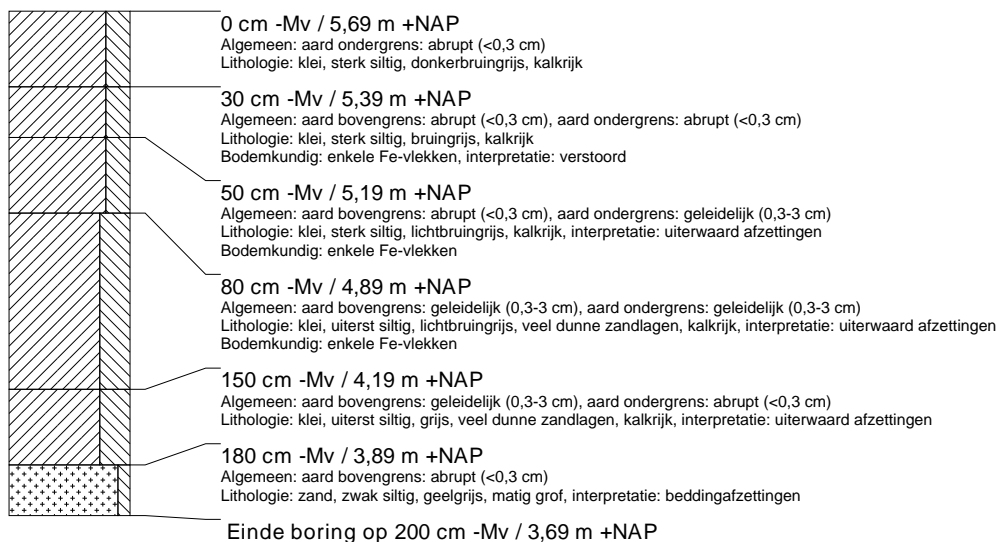 0 cm -Mv / 5,69 m +NAP
Algemeen: aard ondergrens: abrupt (<0,3 cm)
Lithologie: klei, sterk siltig, donkerbruingrijs, kalkrijk
30 cm -Mv / 5,39 m +NAP
Algemeen: aard bovengrens: abrupt (<0,3 cm), aard ondergrens: abrupt (<0,3 cm)
Lithologie: klei, sterk siltig, bruingrijs, kalkrijk
Bodemkundig: enkele Fe-vlekken, interpretatie: verstoord
50 cm -Mv / 5,19 m +NAP
Algemeen: aard bovengrens: abrupt (<0,3 cm), aard ondergrens: geleidelijk (0,3-3 cm)
Lithologie: klei, sterk siltig, lichtbruingrijs, kalkrijk, interpretatie: uiterwaard afzettingen
Bodemkundig: enkele Fe-vlekken
80 cm -Mv / 4,89 m +NAP
Algemeen: aard bovengrens: geleidelijk (0,3-3 cm), aard ondergrens: geleidelijk (0,3-3 cm)
Lithologie: klei, uiterst siltig, lichtbruingrijs, veel dunne zandlagen, kalkrijk, interpretatie: uiterwaard afzettingen
Bodemkundig: enkele Fe-vlekken
150 cm -Mv / 4,19 m +NAP
Algemeen: aard bovengrens: geleidelijk (0,3-3 cm), aard ondergrens: abrupt (<0,3 cm)
Lithologie: klei, uiterst siltig, grijs, veel dunne zandlagen, kalkrijk, interpretatie: uiterwaard afzettingen
180 cm -Mv / 3,89 m +NAP
Algemeen: aard bovengrens: abrupt (<0,3 cm)
Lithologie: zand, zwak siltig, geelgrijs, matig grof, interpretatie: beddingafzettingen
Einde boring op 200 cm -Mv / 3,69 m +NAP